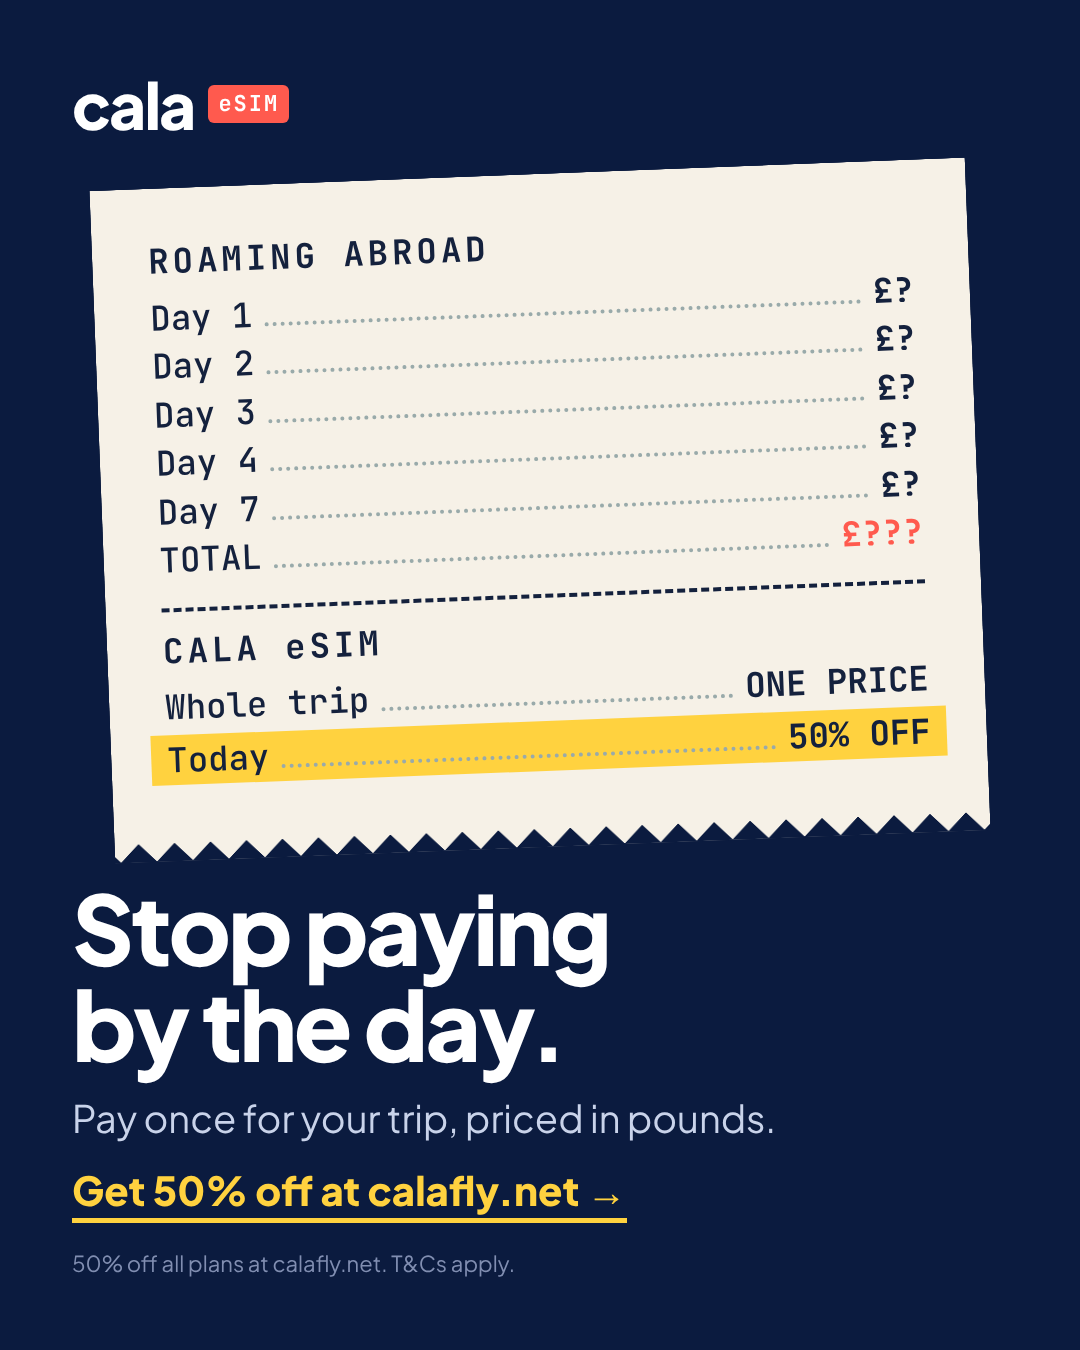 cala eSIM
ROAMING ABROAD
Day 1 £?
Day 2 £?
Day 3 £?
Day 4 £?
Day 7 £?
TOTAL £???
CALA eSIM
Whole trip ONE PRICE
Today 50% OFF
Stop paying
by the day.
Pay once for your trip, priced in pounds.
Get 50% off at calafly.net →
50% off all plans at calafly.net. T&Cs apply.